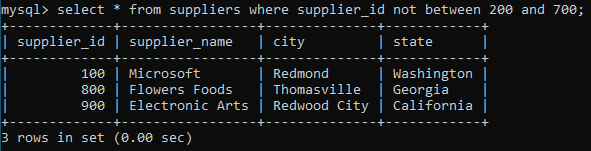 mysql> select * from suppliers where supplier_id not between 200 and 700;
+-------------+-----------------+--------------+------------+
| supplier_id | supplier_name   | city         | state      |
+-------------+-----------------+--------------+------------+
|         100 | Microsoft       | Redmond      | Washington |
|         800 | Flowers Foods   | Thomasville  | Georgia    |
|         900 | Electronic Arts | Redwood City | California |
+-------------+-----------------+--------------+------------+
3 rows in set (0.00 sec)